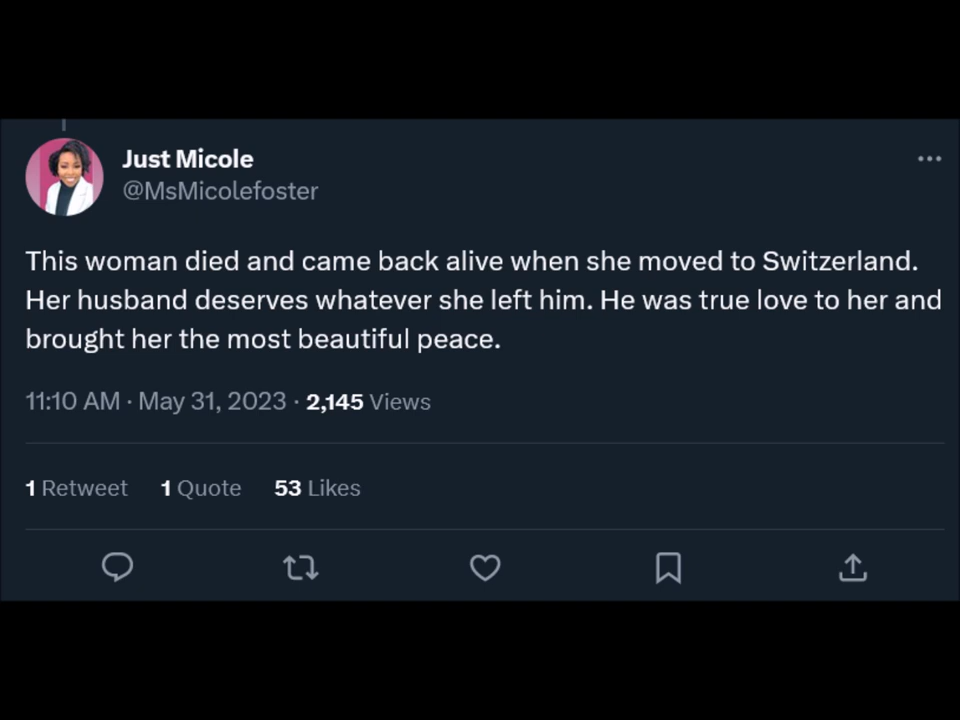 Just Micole
@MsMicolefoster
This woman died and came back alive when she moved to Switzerland.
Her husband deserves whatever she left him. He was true love to her and
brought her the most beautiful peace.
11:10 AM · May 31, 2023 · 2,145 Views
1 Retweet 1 Quote 53 Likes